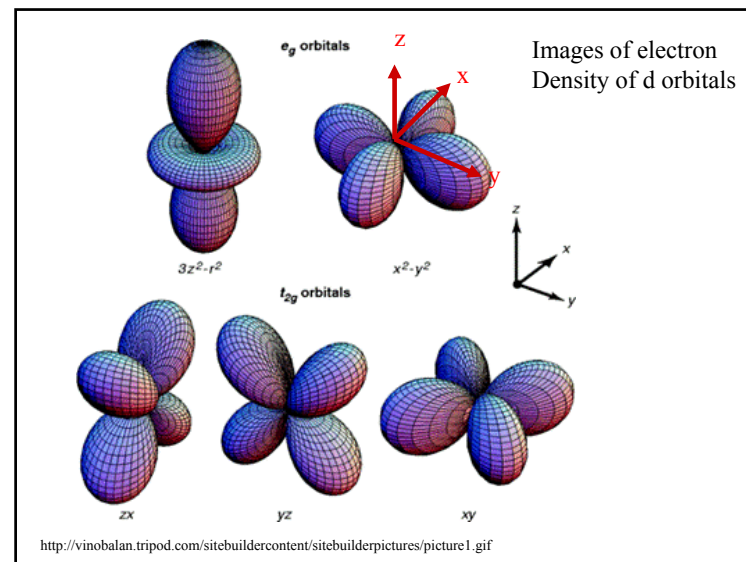 e_g orbitals
z
x
y
Images of electron
Density of d orbitals
3z²-r²
x²-y²
z
x
y
t_2g orbitals
zx
yz
xy
http://vinobalan.tripod.com/sitebuildercontent/sitebuilderpictures/picture1.gif